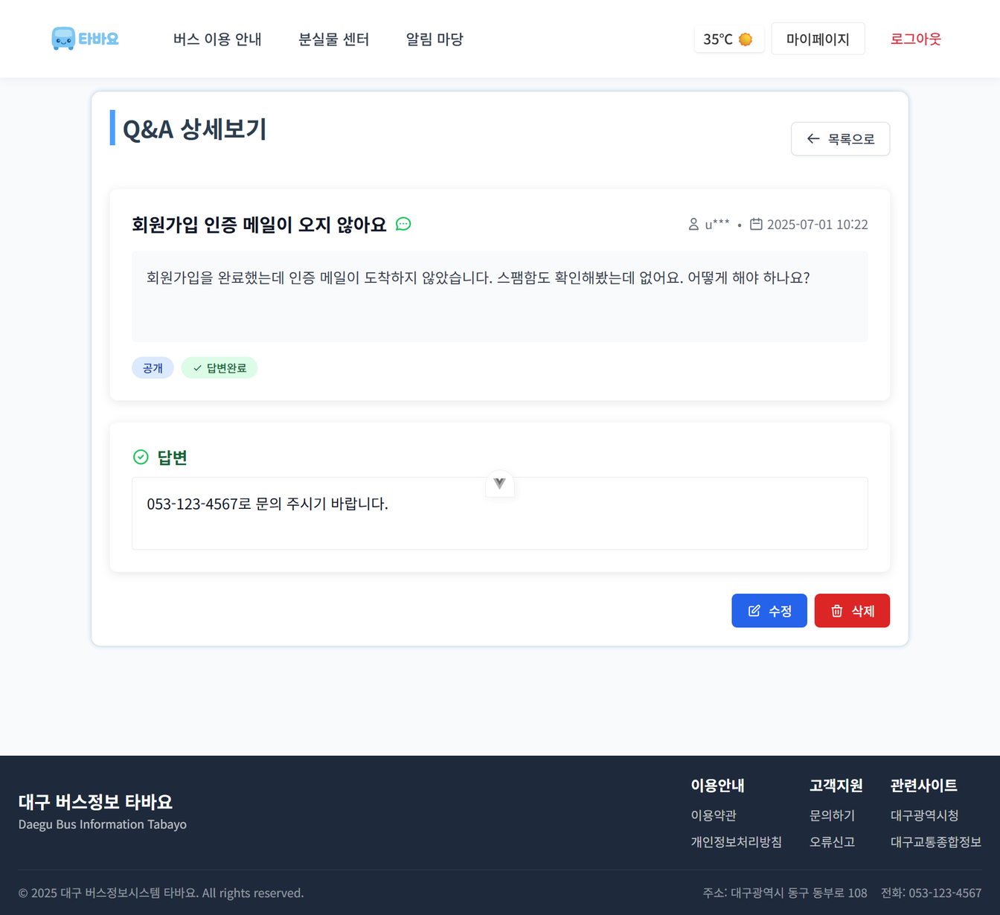 타바요
버스 이용 안내
분실물 센터
알림 마당
35℃
마이페이지
로그아웃
Q&A 상세보기
목록으로
회원가입 인증 메일이 오지 않아요
u*** • 2025-07-01 10:22
회원가입을 완료했는데 인증 메일이 도착하지 않았습니다. 스팸함도 확인해봤는데 없어요. 어떻게 해야 하나요?
공개
답변완료
답변
053-123-4567로 문의 주시기 바랍니다.
수정
삭제
대구 버스정보 타바요
Daegu Bus Information Tabayo
이용안내
이용약관
개인정보처리방침
고객지원
문의하기
오류신고
관련사이트
대구광역시청
대구교통종합정보
© 2025 대구 버스정보시스템 타바요. All rights reserved.
주소: 대구광역시 동구 동부로 108
전화: 053-123-4567